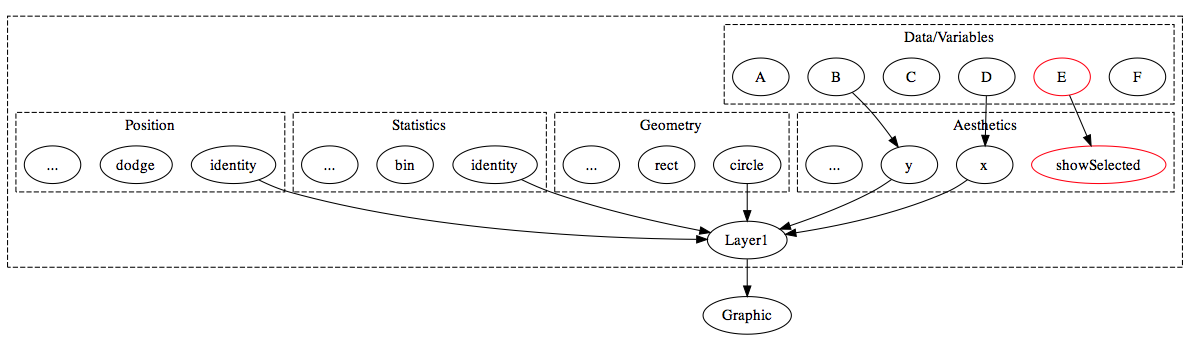 Data/Variables
A B C D E F
Position Statistics Geometry Aesthetics
... dodge identity ... bin identity ... rect circle ... y x showSelected
Layer1
Graphic